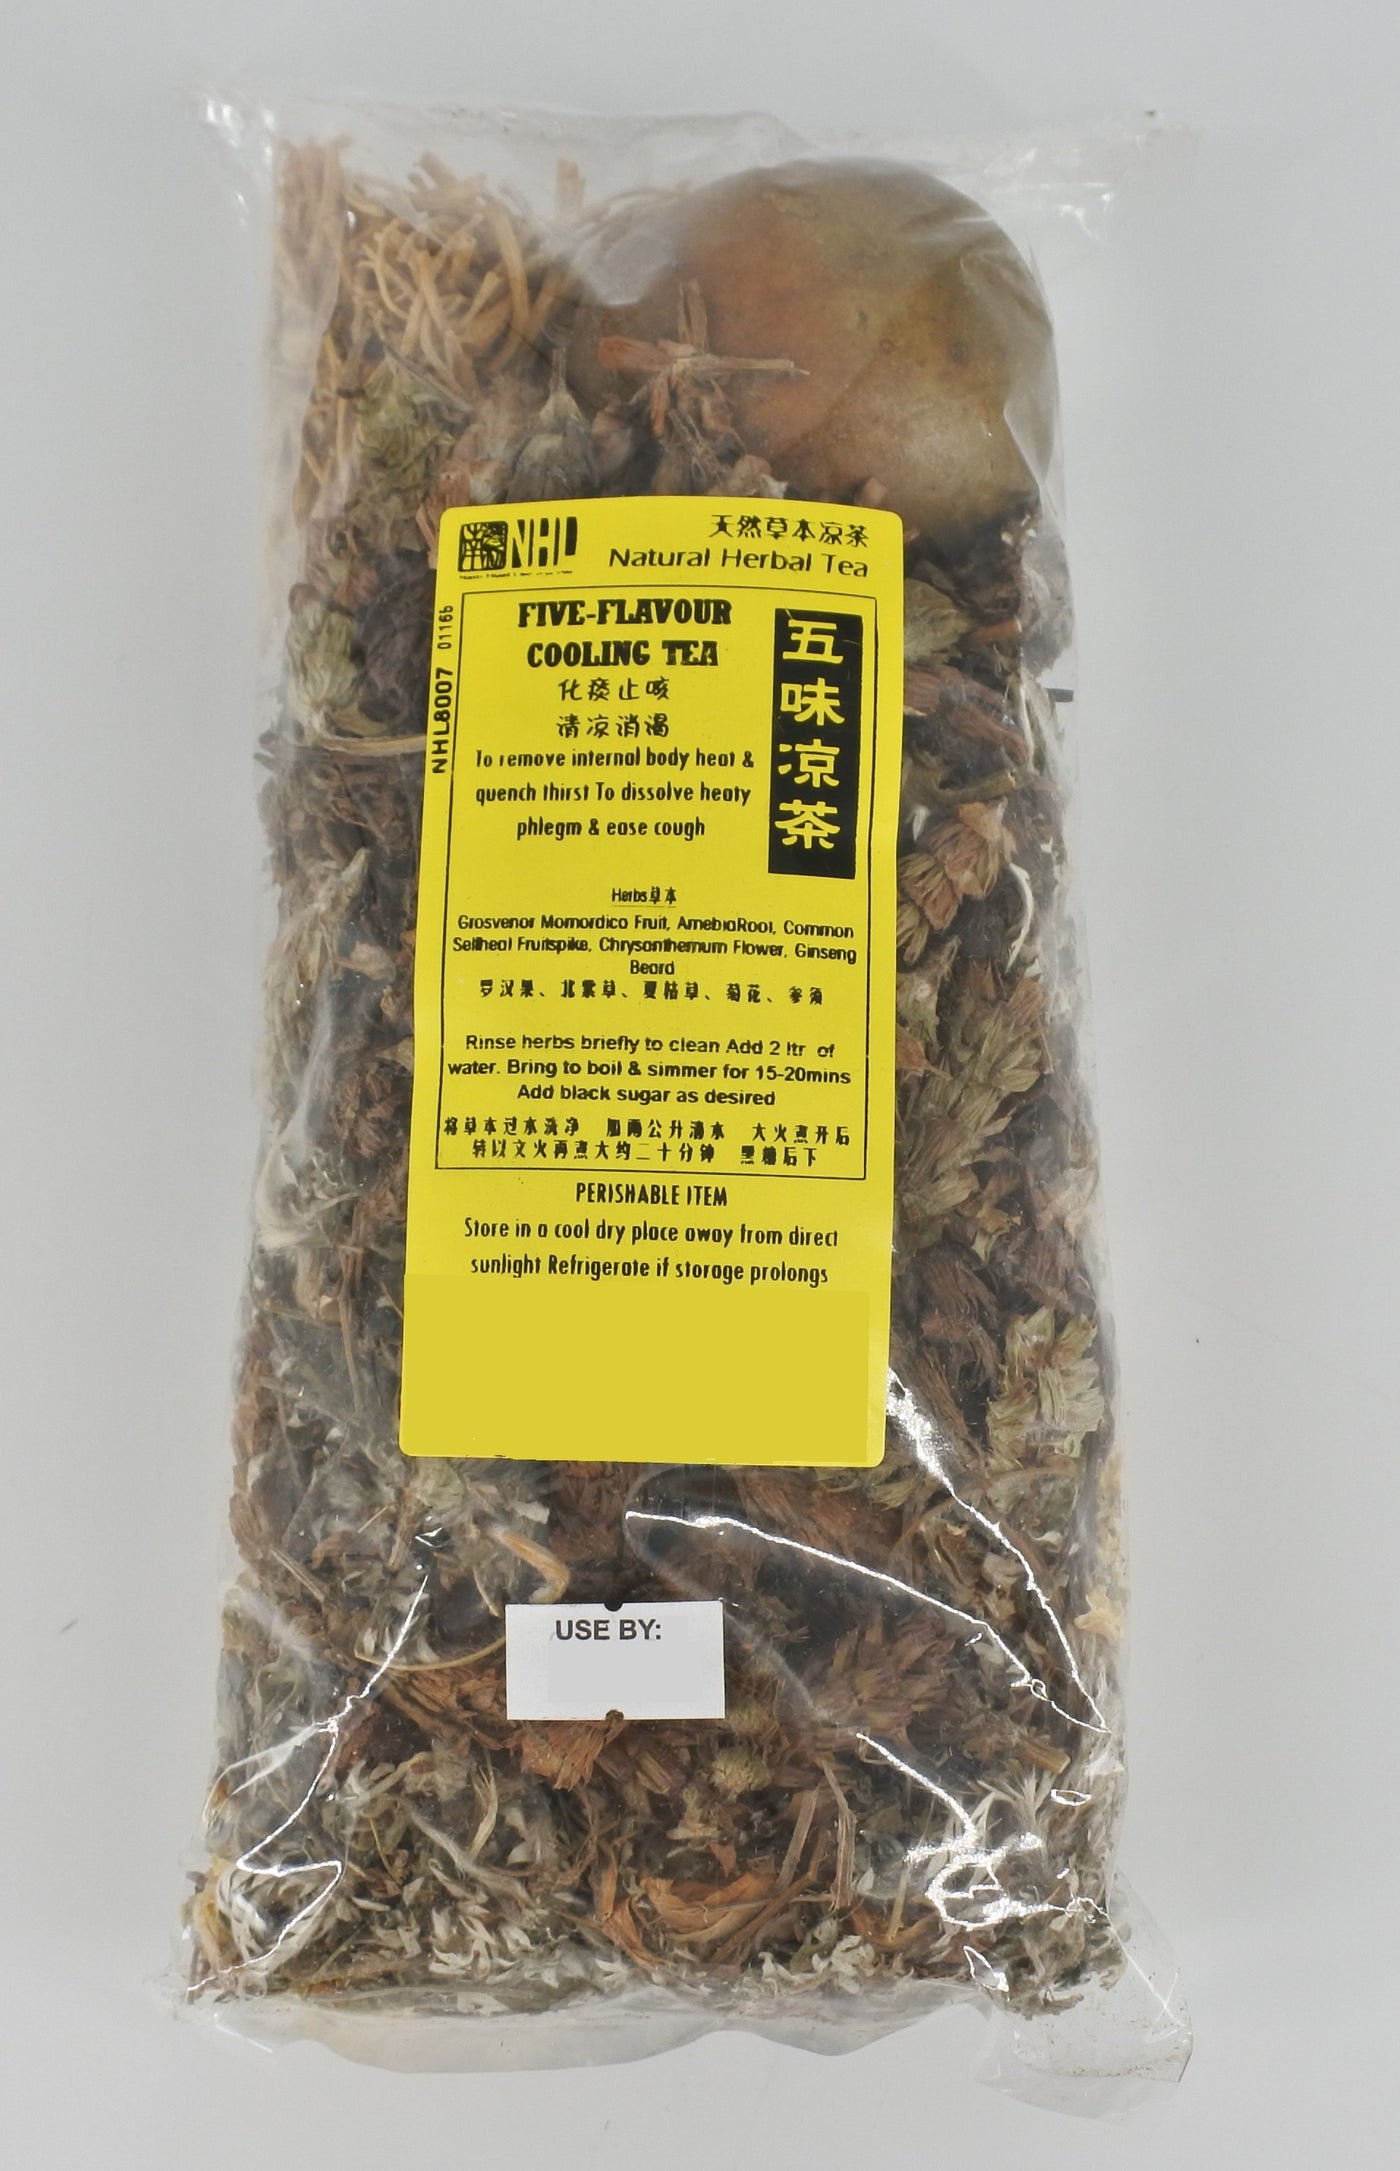 NHL
天然草本凉茶
Natural Herbal Tea
NHL8007 0116b
FIVE-FLAVOUR
COOLING TEA
五味凉茶
化痰止咳
清凉消渴
To remove internal body heat &
quench thirst To dissolve heaty
phlegm & ease cough
Herbs草本
Grosvenor Momordica Fruit, AmebiaRoot, Common
Selfheal Fruitspike, Chrysanthemum Flower, Ginseng
Beard
罗汉果、北紫草、夏枯草、菊花、参须
Rinse herbs briefly to clean Add 2 ltr of
water. Bring to boil & simmer for 15-20mins
Add black sugar as desired
将草本过水洗净 加两公升清水 大火煮开后
转以文火再煮大约二十分钟 黑糖后下
PERISHABLE ITEM
Store in a cool dry place away from direct
sunlight Refrigerate if storage prolongs
USE BY: